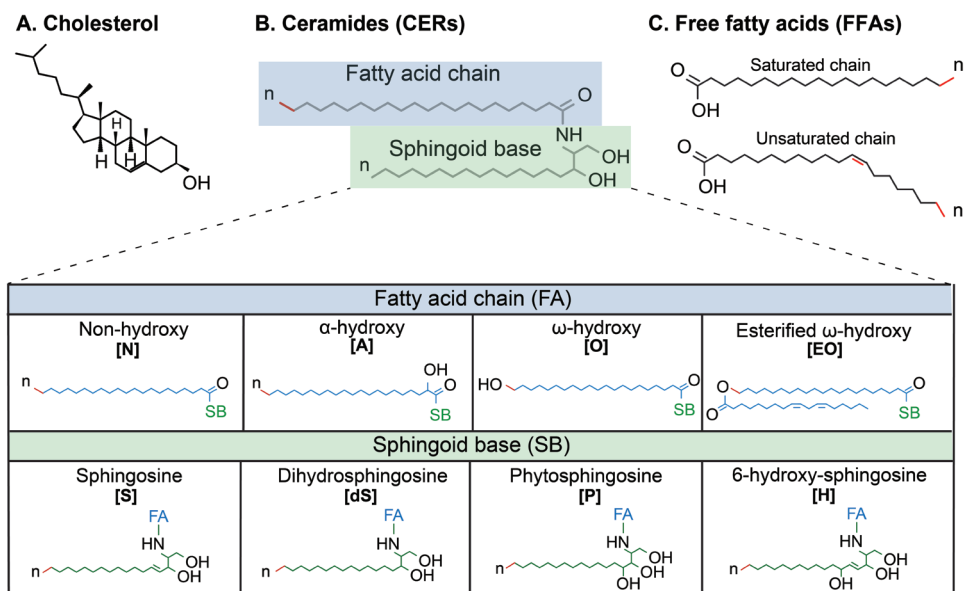 A. Cholesterol
H
H
H
OH
B. Ceramides (CERs)
Fatty acid chain
n
O
NH
Sphingoid base
n
OH
OH
C. Free fatty acids (FFAs)
Saturated chain
n
O
OH
Unsaturated chain
O
OH
n
Fatty acid chain (FA)
Non-hydroxy
[N]
n
O
SB
α-hydroxy
[A]
OH
n
O
SB
ω-hydroxy
[O]
HO
O
SB
Esterified ω-hydroxy
[EO]
O
O
O
SB
Sphingoid base (SB)
Sphingosine
[S]
FA
HN
OH
OH
n
Dihydrosphingosine
[dS]
FA
HN
OH
OH
n
Phytosphingosine
[P]
FA
HN
OH
OH
OH
n
6-hydroxy-sphingosine
[H]
FA
HN
OH
OH
OH
n